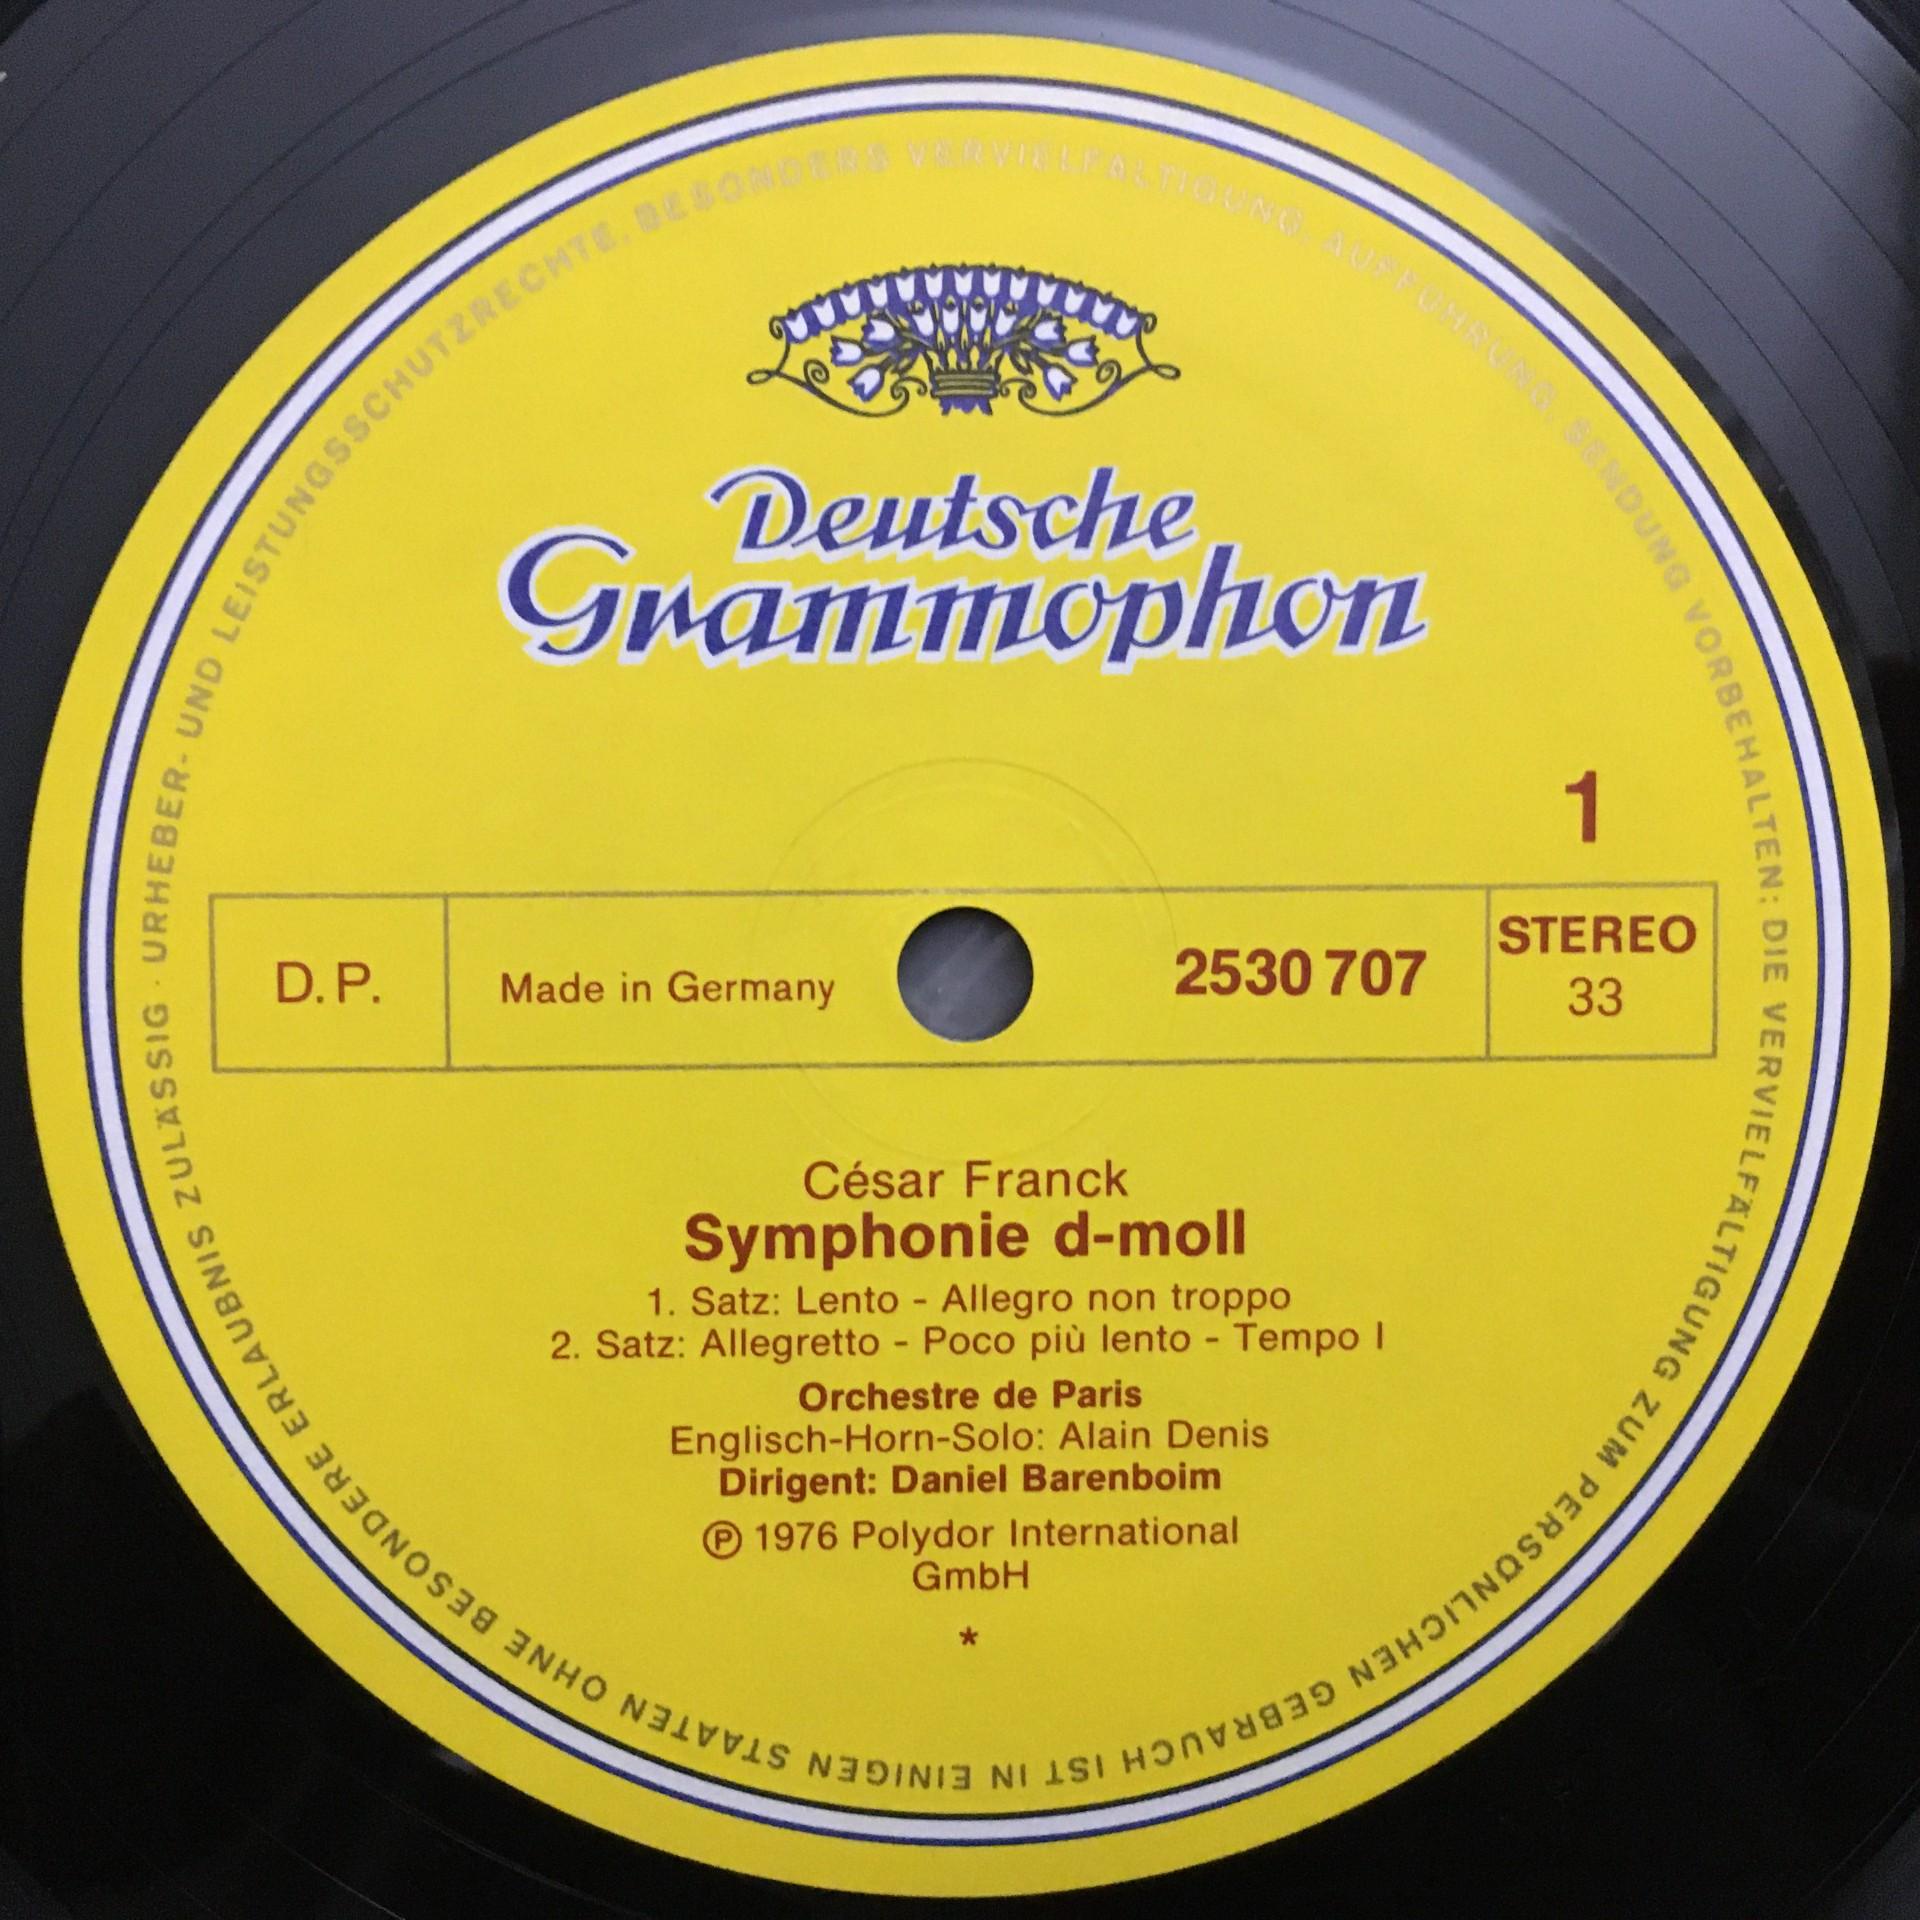 Deutsche
Grammophon
1
D. P.
Made in Germany
2530 707
STEREO
33
César Franck
Symphonie d-moll
1. Satz: Lento - Allegro non troppo
2. Satz: Allegretto - Poco più lento - Tempo I
Orchestre de Paris
Englisch-Horn-Solo: Alain Denis
Dirigent: Daniel Barenboim
℗ 1976 Polydor International
GmbH
*
· URHEBER- UND LEISTUNGSSCHUTZRECHTE, BESONDERS VERVIELFÄLTIGUNG, AUFFÜHRUNG, SENDUNG VORBEHALTEN; DIE VERVIELFÄLTIGUNG ZUM PERSÖNLICHEN GEBRAUCH IST IN EINIGEN STAATEN OHNE BESONDERE ERLAUBNIS ZULÄSSIG